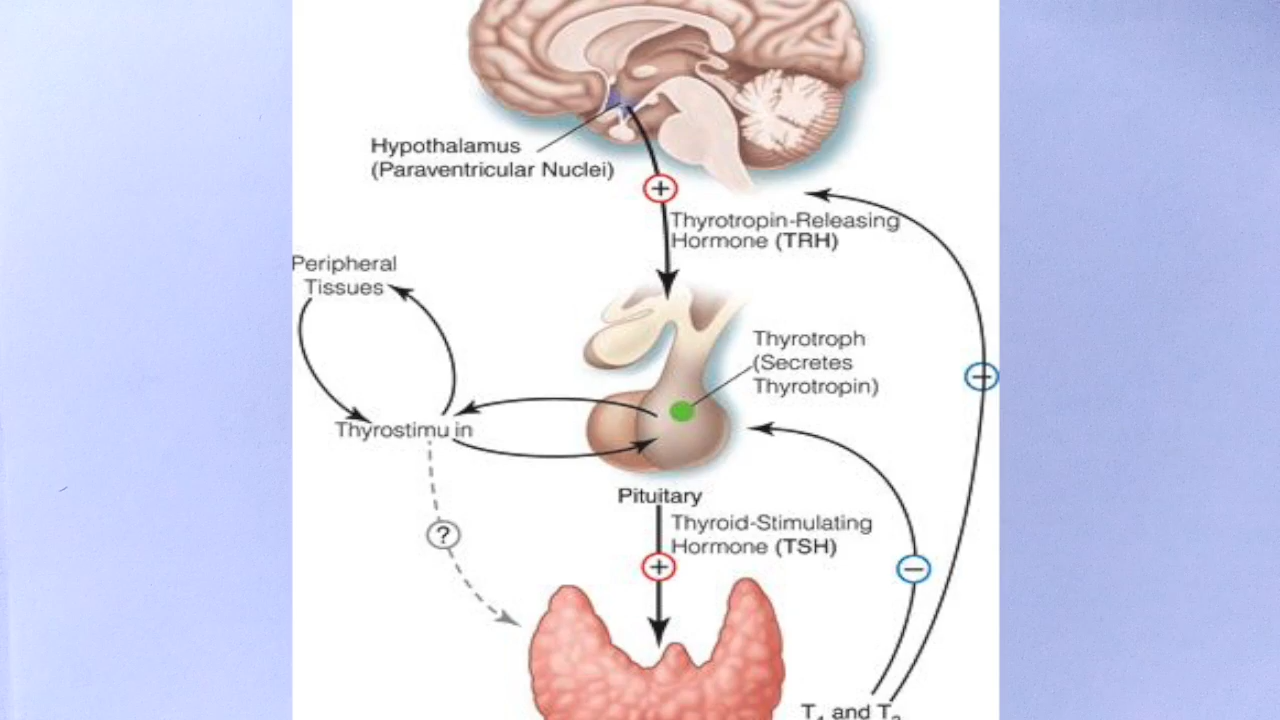 Hypothalamus
(Paraventricular Nuclei)
+
Thyrotropin-Releasing
Hormone (TRH)
Peripheral
Tissues
Thyrotroph
(Secretes
Thyrotropin)
+
Thyrostimu in
Pituitary
Thyroid-Stimulating
Hormone (TSH)
?
+
−
and